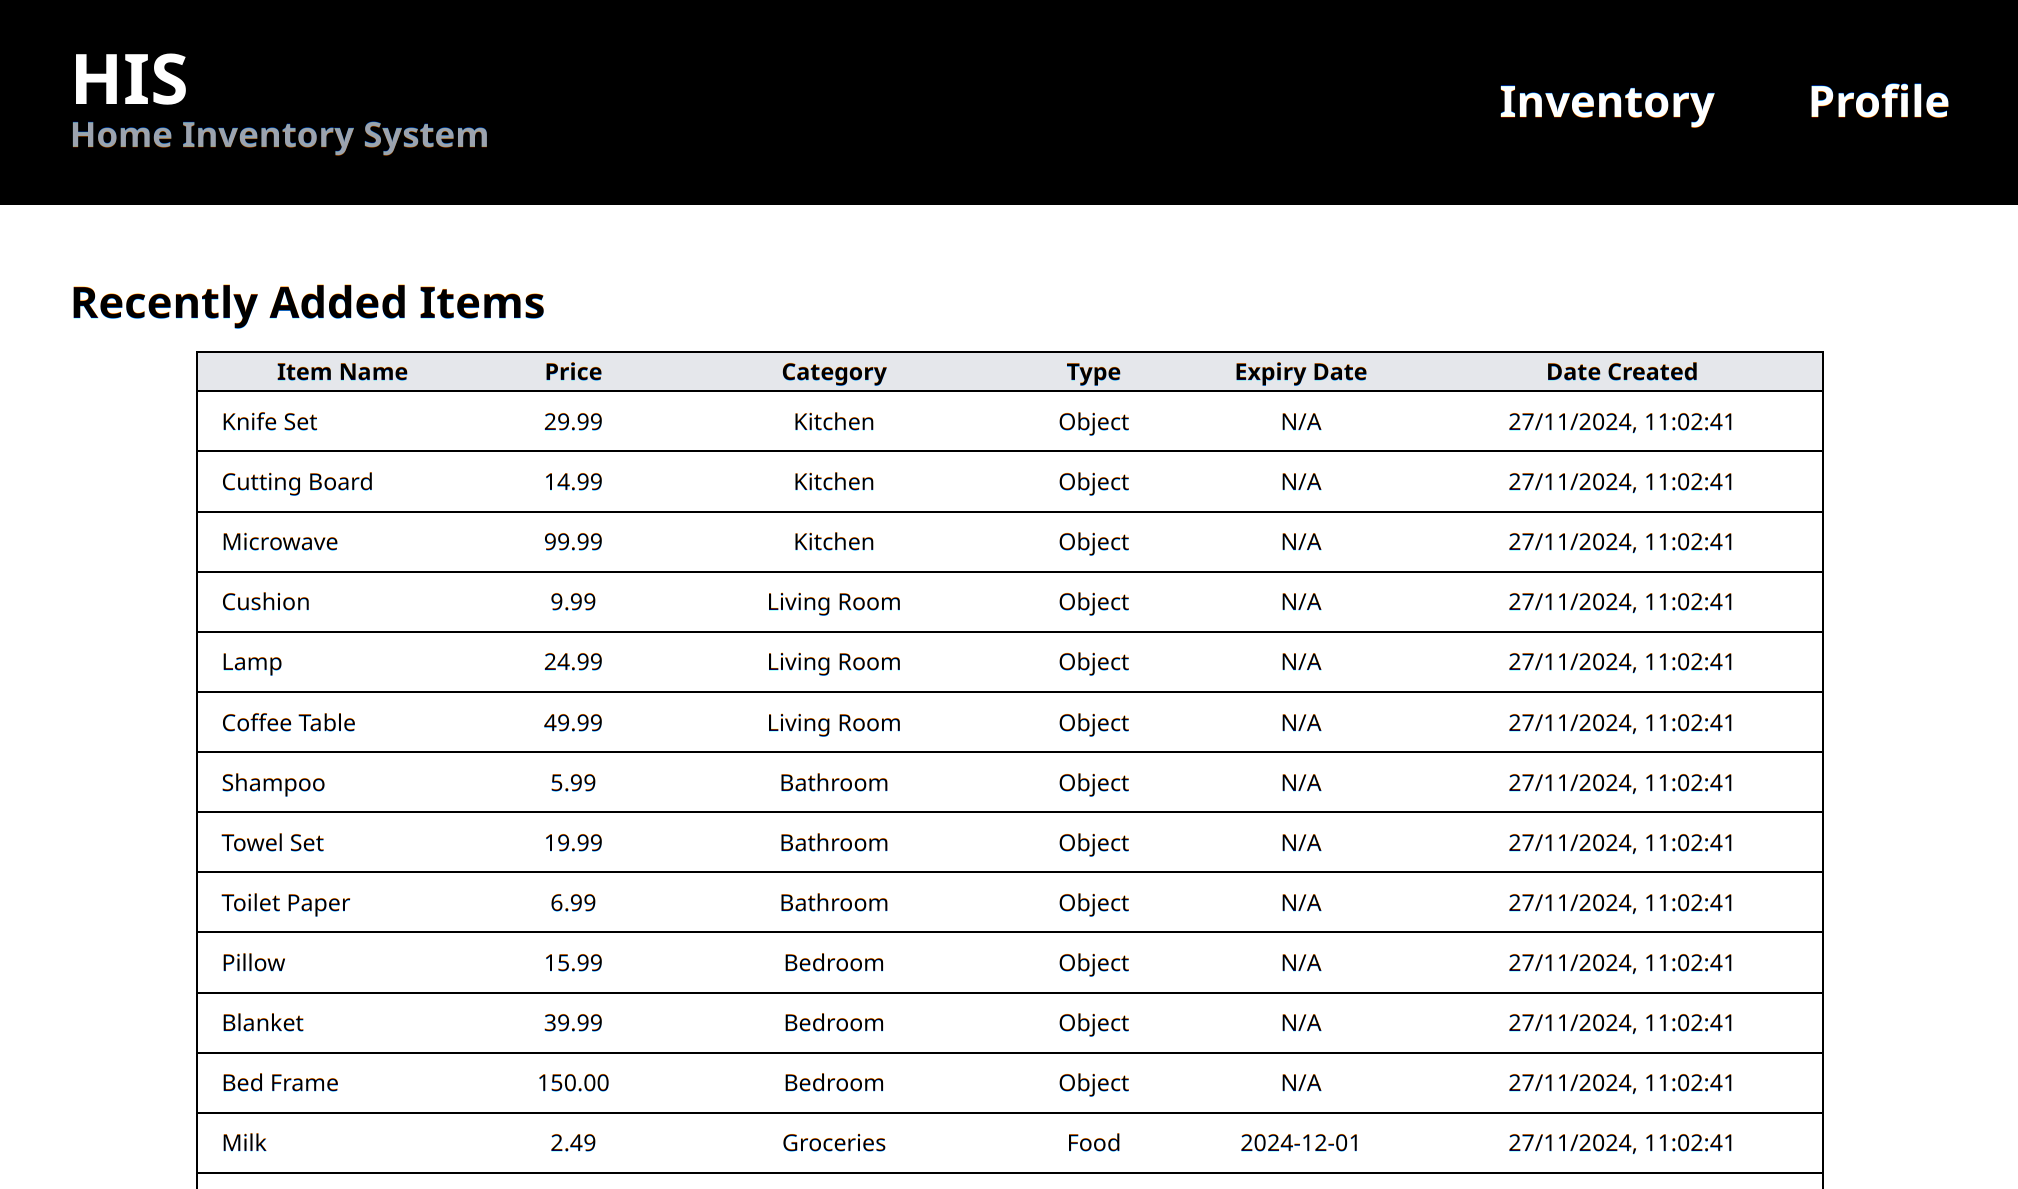 HIS
Home Inventory System
Inventory Profile
Recently Added Items
Item Name Price Category Type Expiry Date Date Created
Knife Set 29.99 Kitchen Object N/A 27/11/2024, 11:02:41
Cutting Board 14.99 Kitchen Object N/A 27/11/2024, 11:02:41
Microwave 99.99 Kitchen Object N/A 27/11/2024, 11:02:41
Cushion 9.99 Living Room Object N/A 27/11/2024, 11:02:41
Lamp 24.99 Living Room Object N/A 27/11/2024, 11:02:41
Coffee Table 49.99 Living Room Object N/A 27/11/2024, 11:02:41
Shampoo 5.99 Bathroom Object N/A 27/11/2024, 11:02:41
Towel Set 19.99 Bathroom Object N/A 27/11/2024, 11:02:41
Toilet Paper 6.99 Bathroom Object N/A 27/11/2024, 11:02:41
Pillow 15.99 Bedroom Object N/A 27/11/2024, 11:02:41
Blanket 39.99 Bedroom Object N/A 27/11/2024, 11:02:41
Bed Frame 150.00 Bedroom Object N/A 27/11/2024, 11:02:41
Milk 2.49 Groceries Food 2024-12-01 27/11/2024, 11:02:41